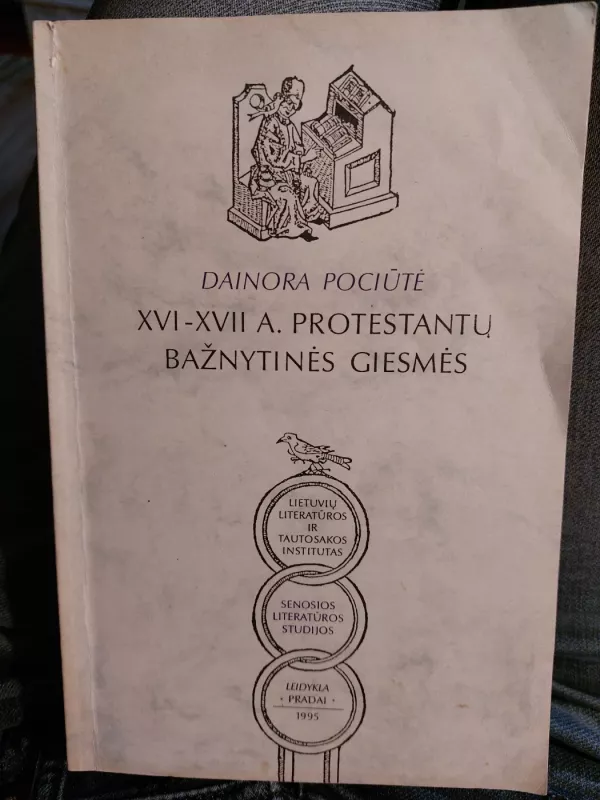 DAINORA POCIŪTĖ
XVI-XVII A. PROTESTANTŲ
BAŽNYTINĖS GIESMĖS
LIETUVIŲ
LITERATŪROS
IR
TAUTOSAKOS
INSTITUTAS
SENOSIOS
LITERATŪROS
STUDIJOS
LEIDYKLA
· PRADAI ·
1995